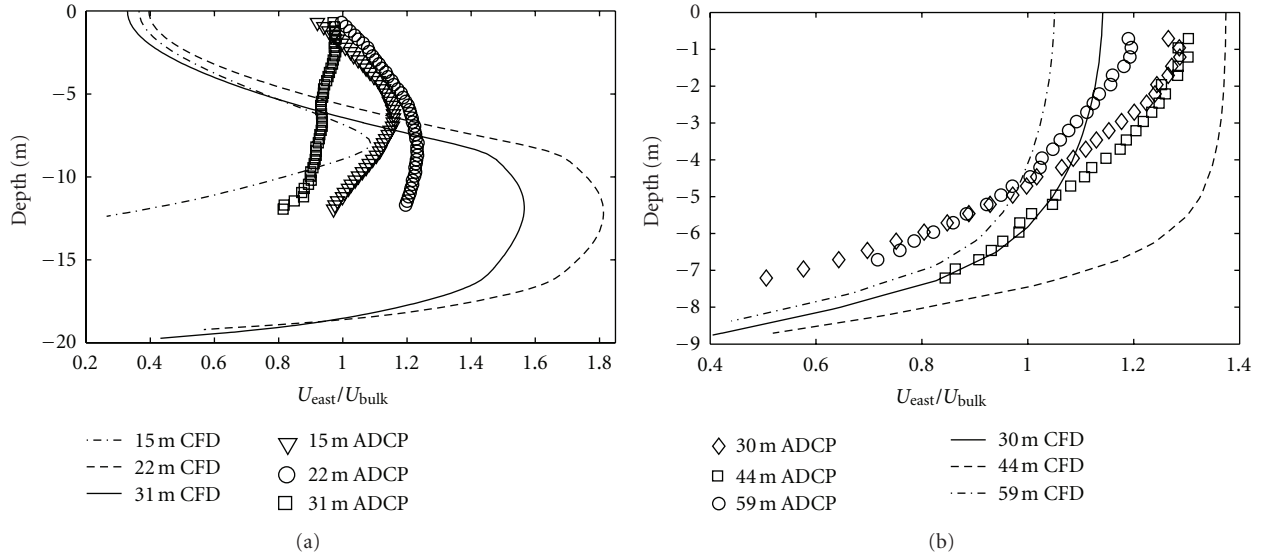 0
−5
−10
−15
−20
Depth (m)
0.2 0.4 0.6 0.8 1 1.2 1.4 1.6 1.8
U_east/U_bulk
15 m CFD
22 m CFD
31 m CFD
15 m ADCP
22 m ADCP
31 m ADCP
(a)
0
−1
−2
−3
−4
−5
−6
−7
−8
−9
Depth (m)
0.4 0.6 0.8 1 1.2 1.4
U_east/U_bulk
30 m ADCP
44 m ADCP
59 m ADCP
30 m CFD
44 m CFD
59 m CFD
(b)